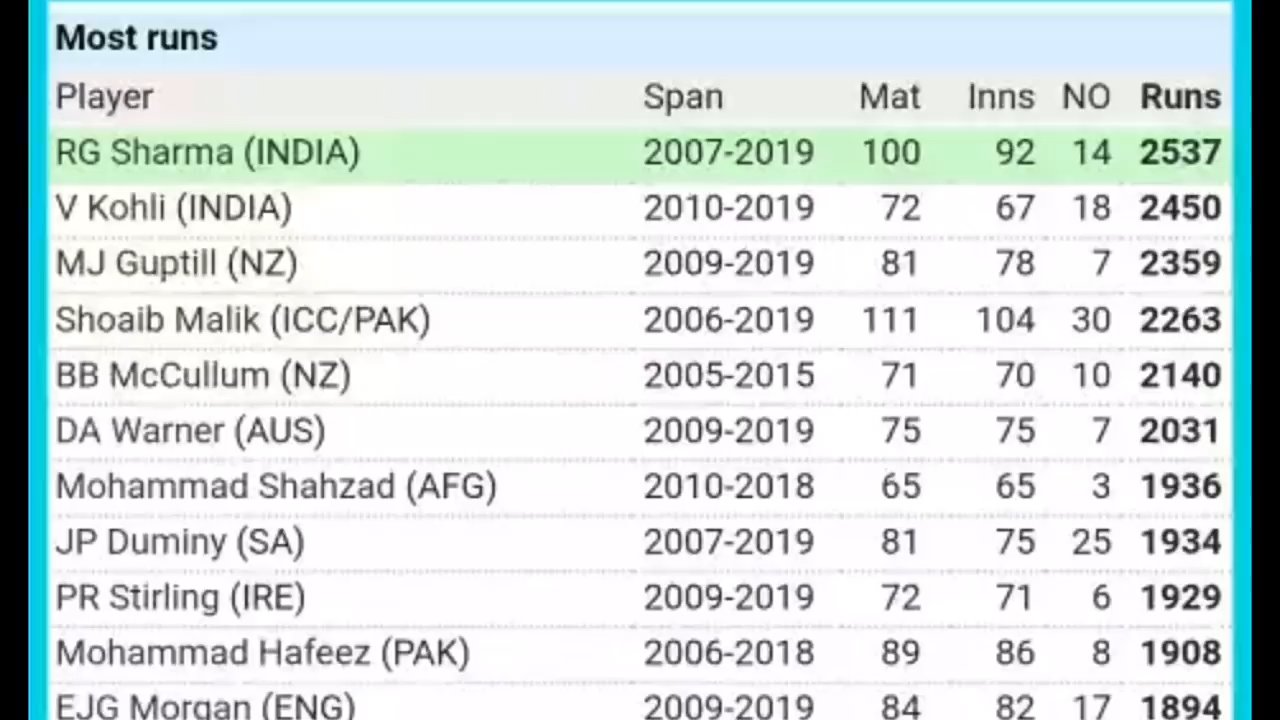 Most runs
Player Span Mat Inns NO Runs
RG Sharma (INDIA) 2007-2019 100 92 14 2537
V Kohli (INDIA) 2010-2019 72 67 18 2450
MJ Guptill (NZ) 2009-2019 81 78 7 2359
Shoaib Malik (ICC/PAK) 2006-2019 111 104 30 2263
BB McCullum (NZ) 2005-2015 71 70 10 2140
DA Warner (AUS) 2009-2019 75 75 7 2031
Mohammad Shahzad (AFG) 2010-2018 65 65 3 1936
JP Duminy (SA) 2007-2019 81 75 25 1934
PR Stirling (IRE) 2009-2019 72 71 6 1929
Mohammad Hafeez (PAK) 2006-2018 89 86 8 1908
EJG Morgan (ENG) 2009-2019 84 82 17 1894